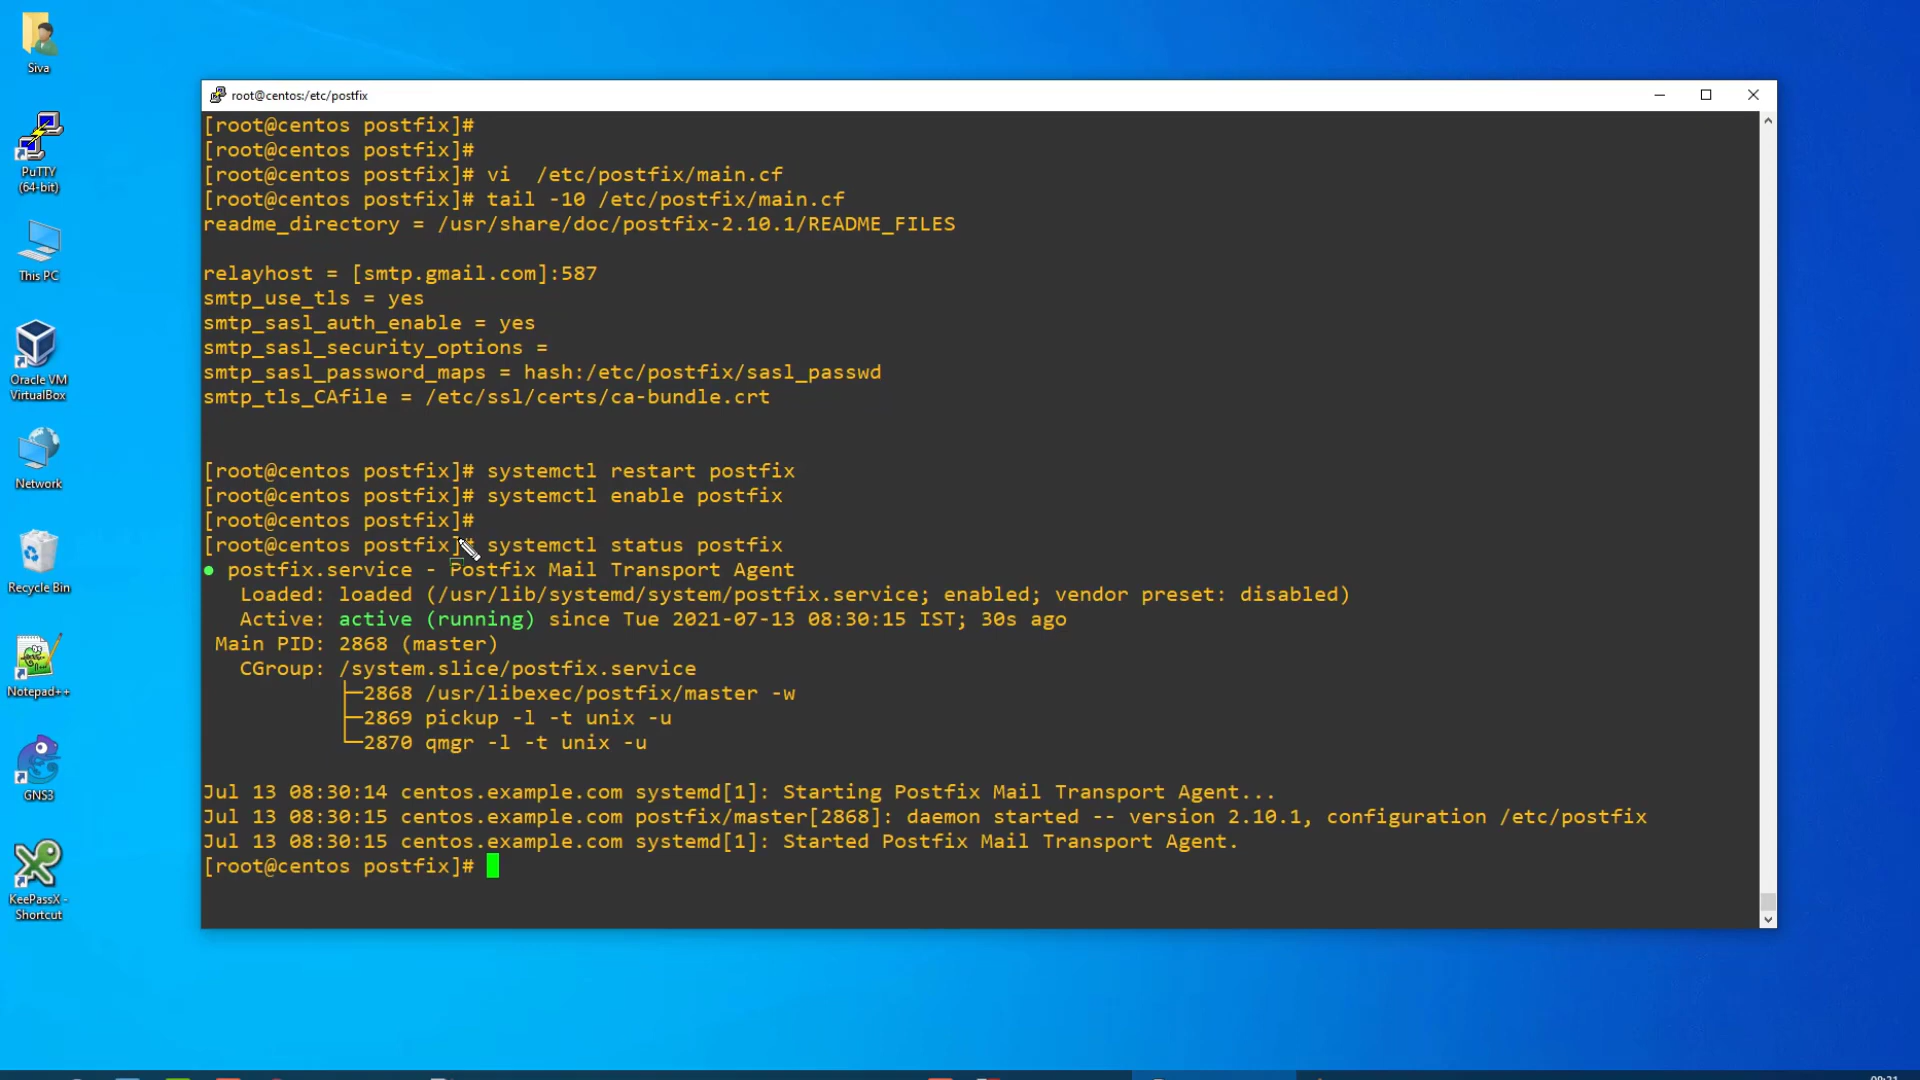 Siva
PuTTY
(64-bit)
This PC
Oracle VM
VirtualBox
Network
Recycle Bin
Notepad++
GNS3
KeePassX -
Shortcut
root@centos:/etc/postfix
[root@centos postfix]#
[root@centos postfix]#
[root@centos postfix]# vi  /etc/postfix/main.cf
[root@centos postfix]# tail -10 /etc/postfix/main.cf
readme_directory = /usr/share/doc/postfix-2.10.1/README_FILES
relayhost = [smtp.gmail.com]:587
smtp_use_tls = yes
smtp_sasl_auth_enable = yes
smtp_sasl_security_options =
smtp_sasl_password_maps = hash:/etc/postfix/sasl_passwd
smtp_tls_CAfile = /etc/ssl/certs/ca-bundle.crt
[root@centos postfix]# systemctl restart postfix
[root@centos postfix]# systemctl enable postfix
[root@centos postfix]#
[root@centos postfix]# systemctl status postfix
● postfix.service - Postfix Mail Transport Agent
Loaded: loaded (/usr/lib/systemd/system/postfix.service; enabled; vendor preset: disabled)
Active: active (running) since Tue 2021-07-13 08:30:15 IST; 30s ago
Main PID: 2868 (master)
CGroup: /system.slice/postfix.service
├─2868 /usr/libexec/postfix/master -w
├─2869 pickup -l -t unix -u
└─2870 qmgr -l -t unix -u
Jul 13 08:30:14 centos.example.com systemd[1]: Starting Postfix Mail Transport Agent...
Jul 13 08:30:15 centos.example.com postfix/master[2868]: daemon started -- version 2.10.1, configuration /etc/postfix
Jul 13 08:30:15 centos.example.com systemd[1]: Started Postfix Mail Transport Agent.
[root@centos postfix]#